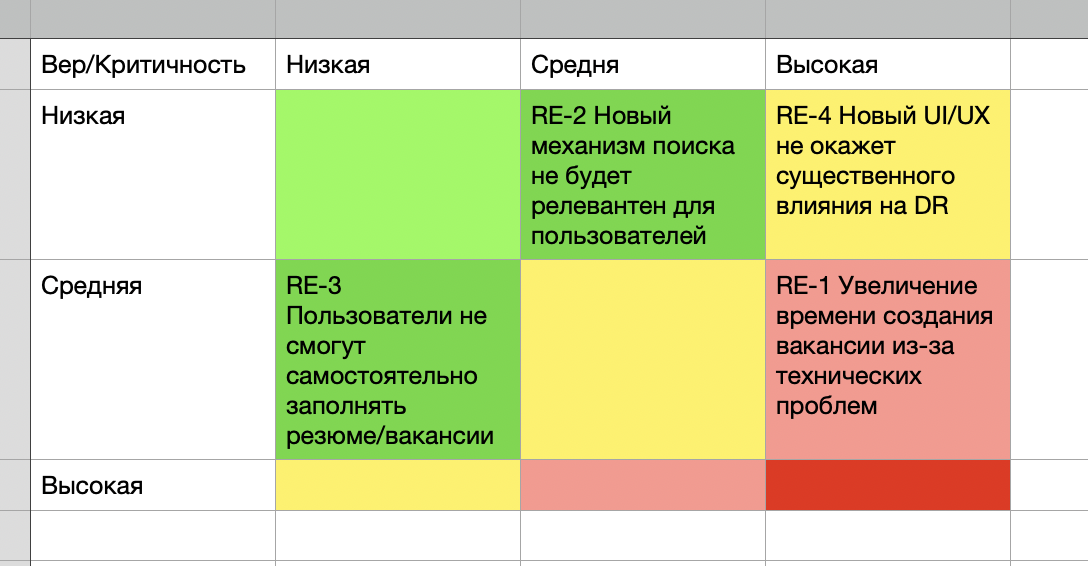 Вер/Критичность Низкая Средня Высокая
Низкая
RE-2 Новый
механизм поиска
не будет
релевантен для
пользователей
RE-4 Новый UI/UX
не окажет
существенного
влияния на DR
Средняя
RE-3
Пользователи не
смогут
самостоятельно
заполнять
резюме/вакансии
RE-1 Увеличение
времени создания
вакансии из-за
технических
проблем
Высокая